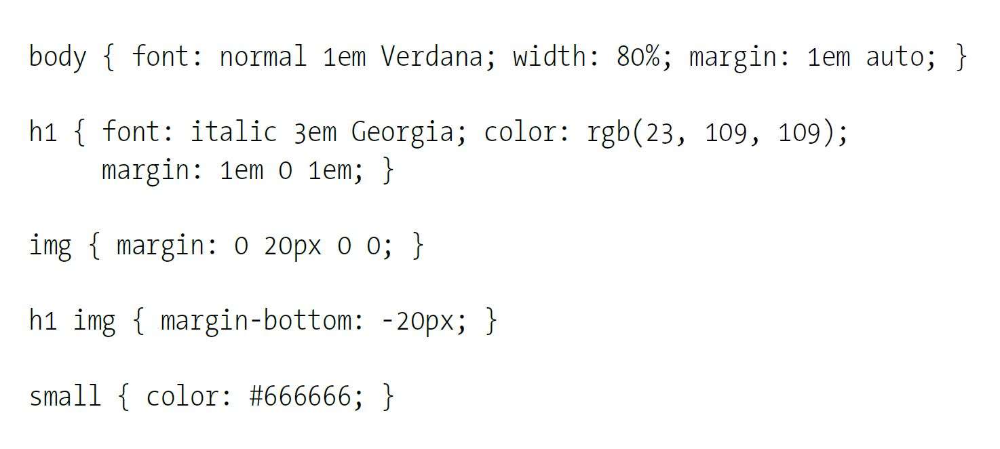 body { font: normal 1em Verdana; width: 80%; margin: 1em auto; }
h1 { font: italic 3em Georgia; color: rgb(23, 109, 109);
margin: 1em 0 1em; }
img { margin: 0 20px 0 0; }
h1 img { margin-bottom: -20px; }
small { color: #666666; }